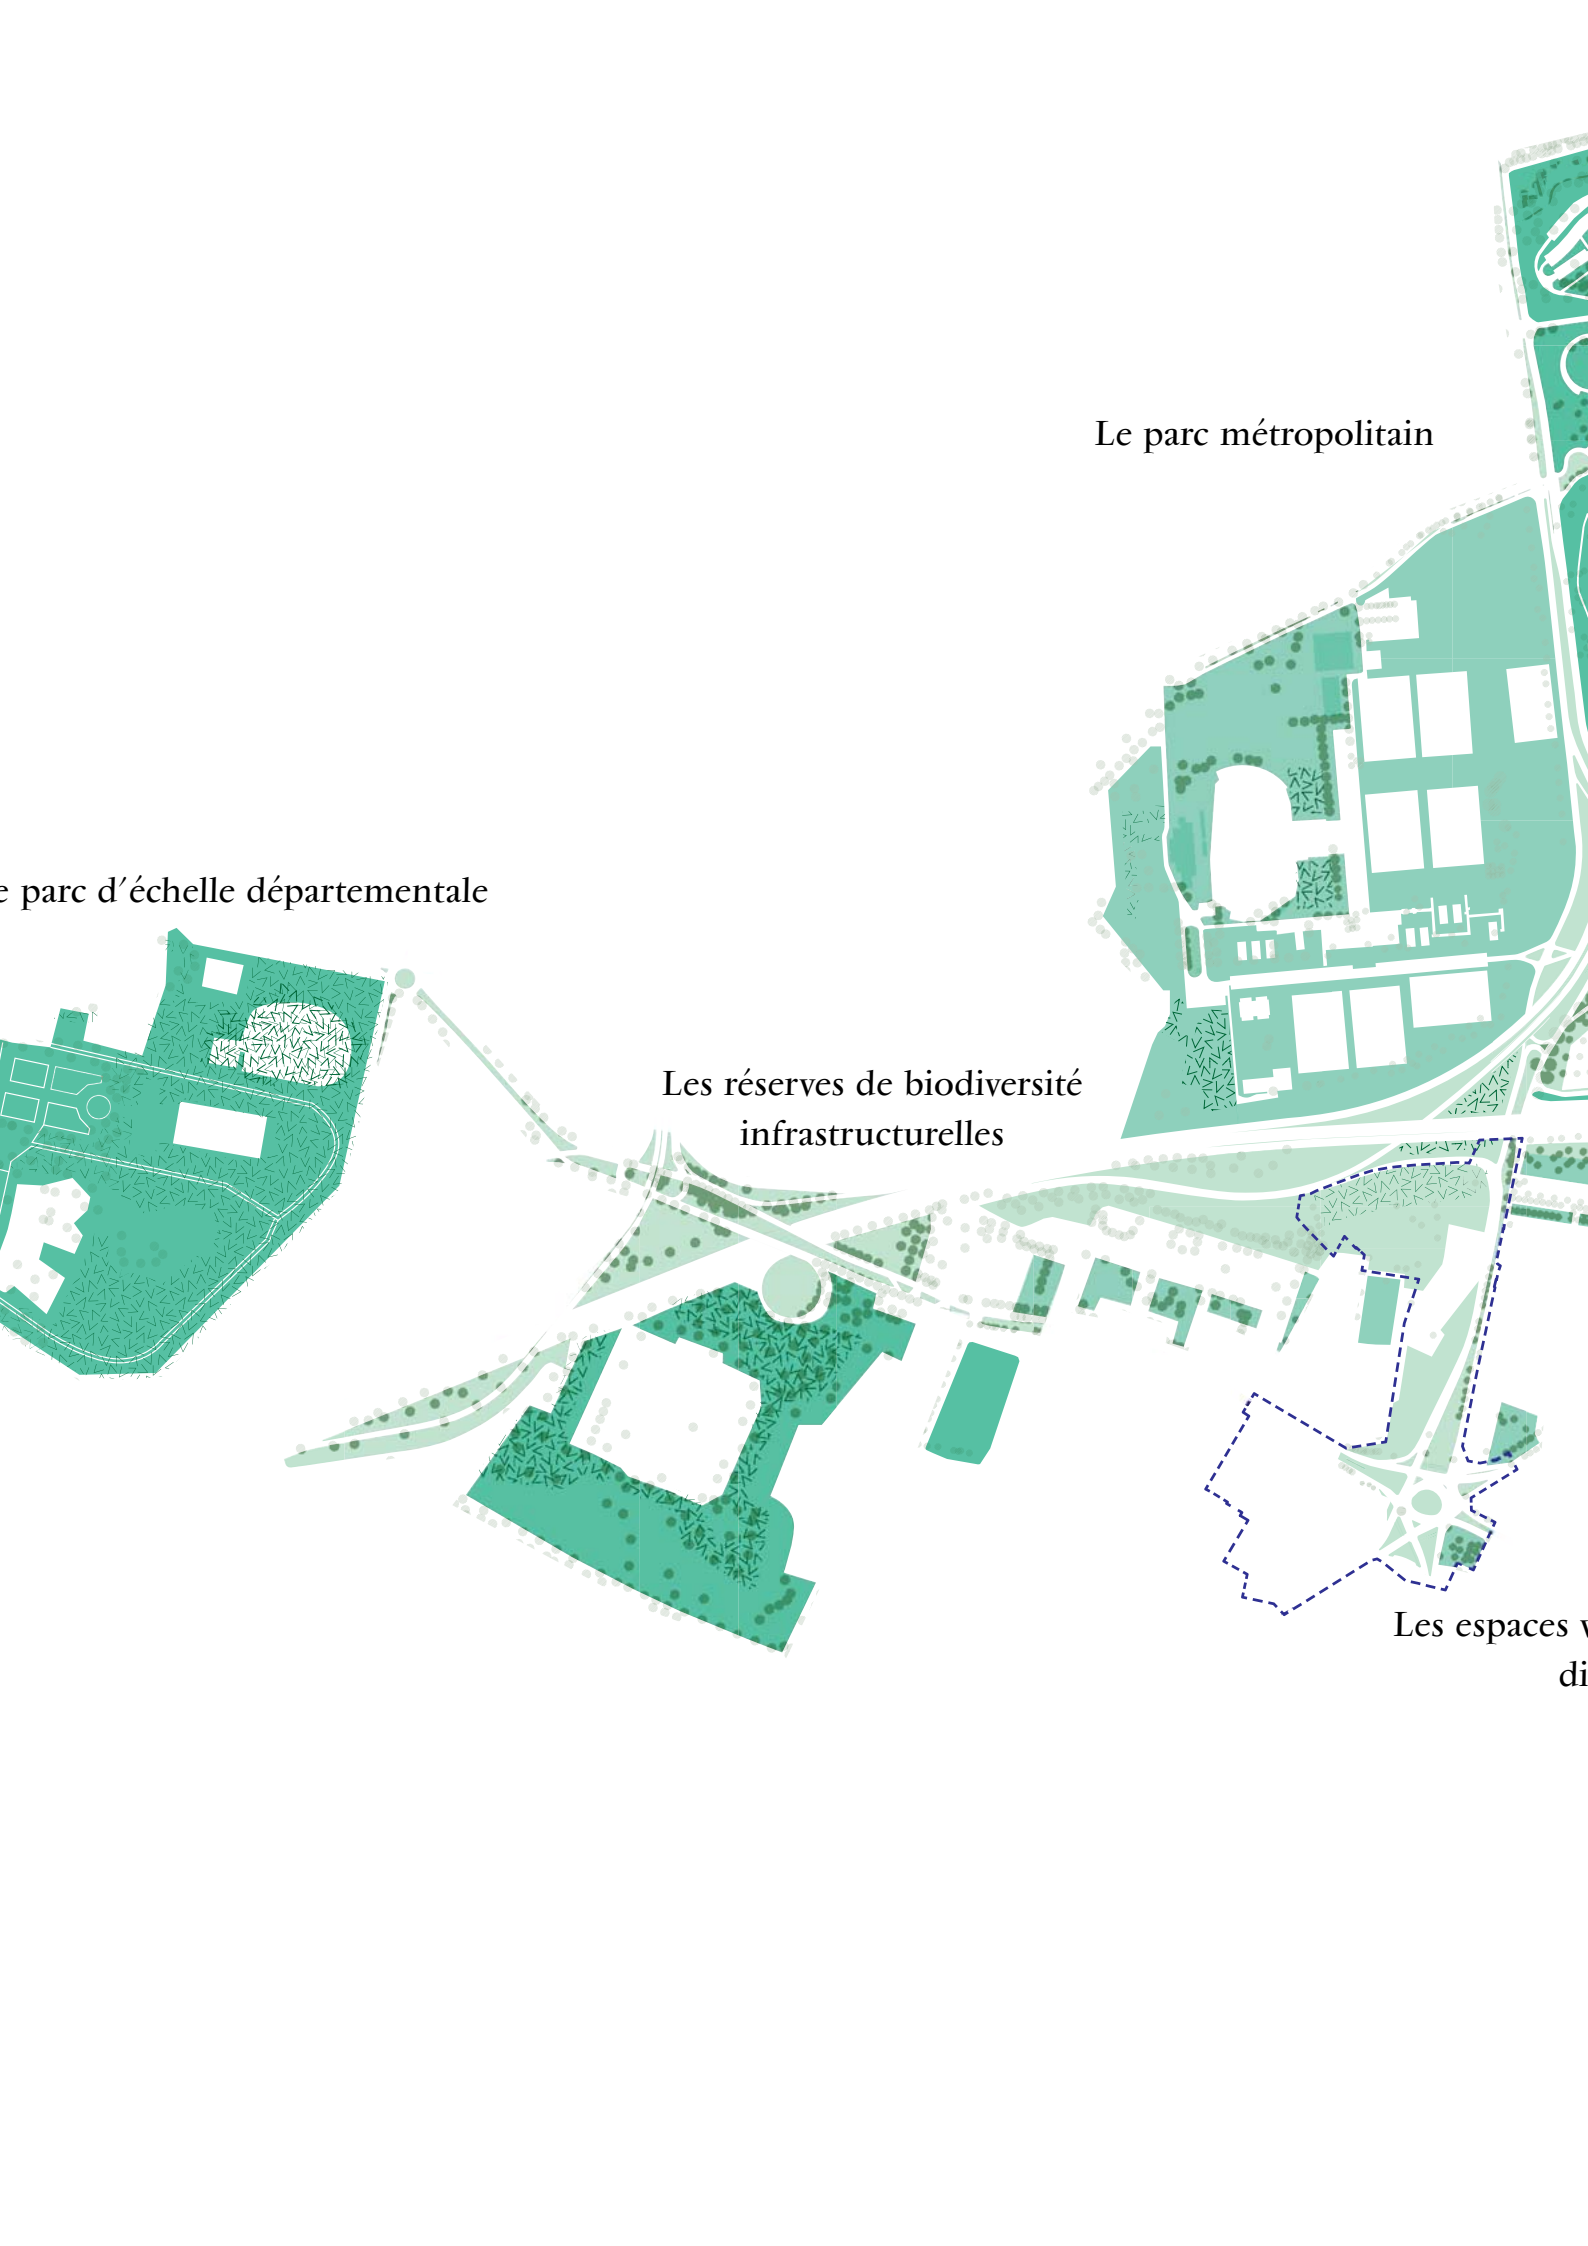 Le parc métropolitain
e parc d'échelle départementale
Les réserves de biodiversité
infrastructurelles
Les espaces